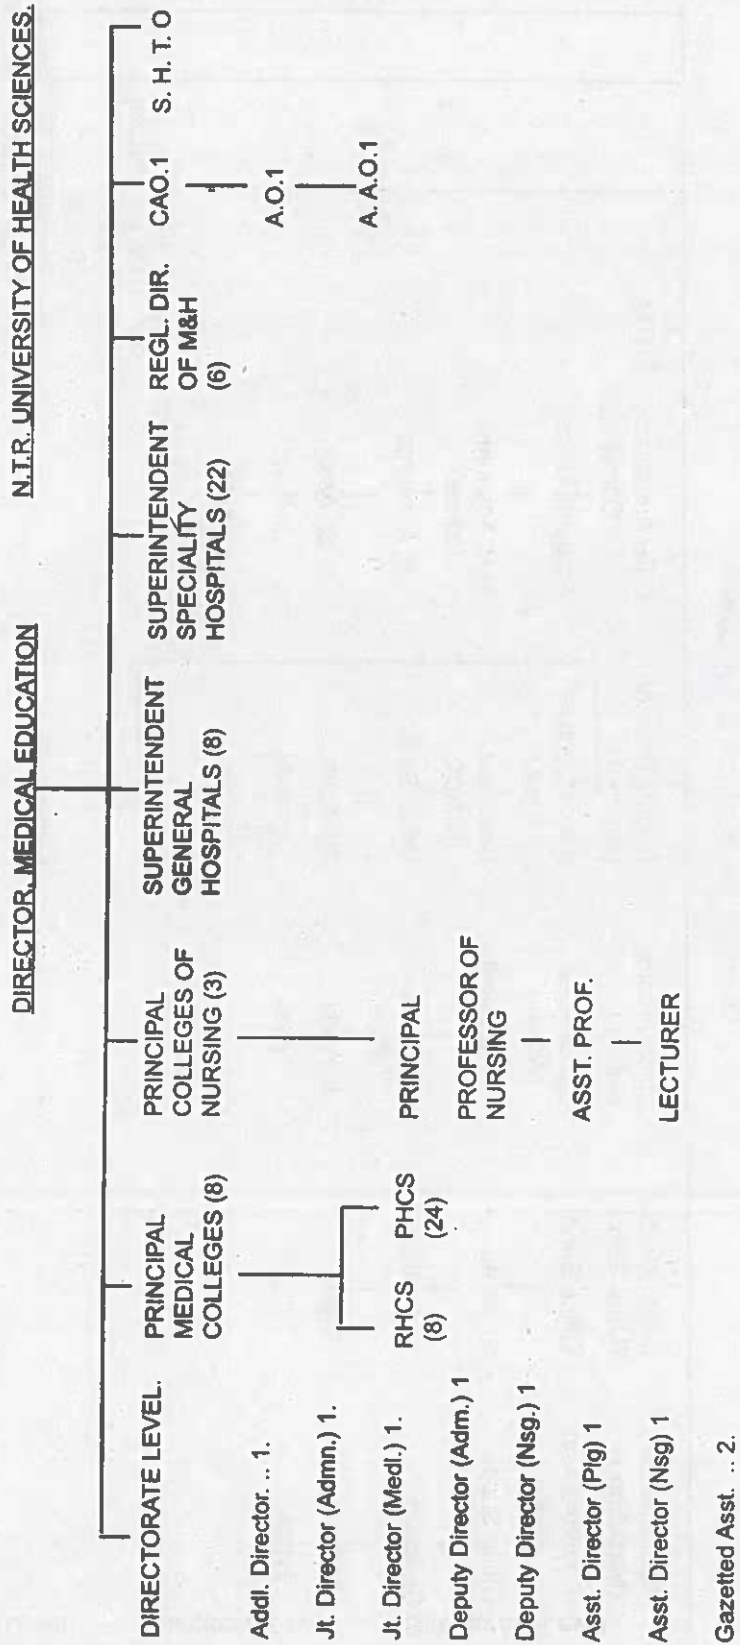 DIRECTOR, MEDICAL EDUCATION
N.T.R. UNIVERSITY OF HEALTH SCIENCES.
DIRECTORATE LEVEL.
Addl. Director. .. 1.
Jt. Director (Admn.) 1.
Jt. Director (Medl.) 1.
Deputy Director (Adm.) 1
Deputy Director (Nsg.) 1
Asst. Director (Plg) 1
Asst. Director (Nsg) 1
Gazetted Asst. .. 2.
PRINCIPAL
MEDICAL
COLLEGES (8)
RHCS
(8)
PHCS
(24)
PRINCIPAL
COLLEGES OF
NURSING (3)
PRINCIPAL
PROFESSOR OF
NURSING
ASST. PROF.
LECTURER
SUPERINTENDENT
GENERAL
HOSPITALS (8)
SUPERINTENDENT
SPECIALITY
HOSPITALS (22)
REGL. DIR.
OF M&H
(6)
CAO.1
A.O.1
A. A.O.1
S. H. T. O